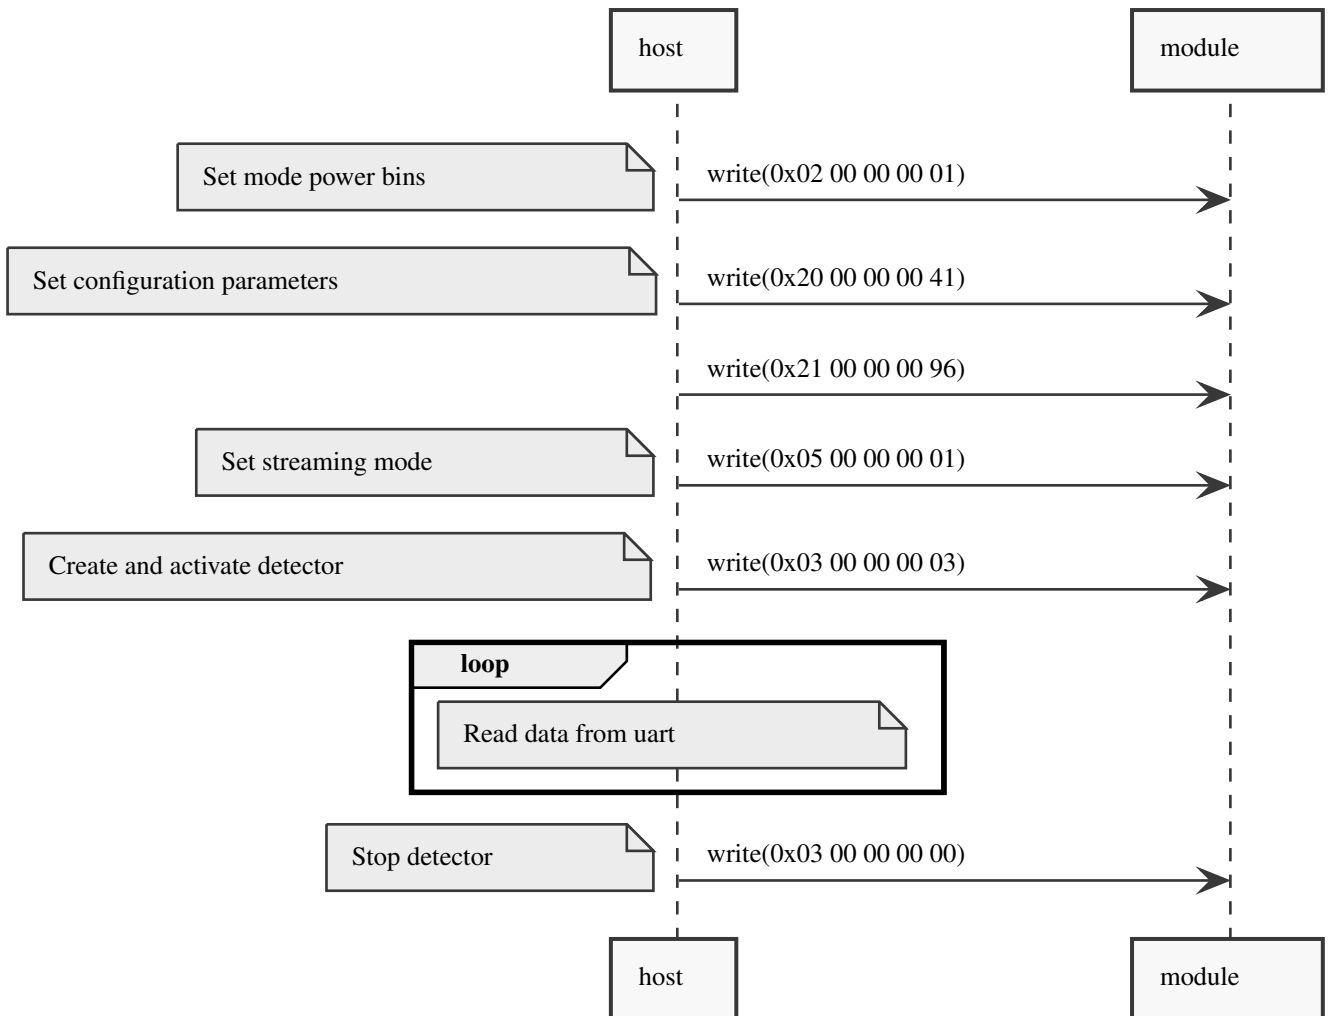 host
module
Set mode power bins
write(0x02 00 00 00 01)
Set configuration parameters
write(0x20 00 00 00 41)
write(0x21 00 00 00 96)
Set streaming mode
write(0x05 00 00 00 01)
Create and activate detector
write(0x03 00 00 00 03)
loop
Read data from uart
Stop detector
write(0x03 00 00 00 00)
host
module